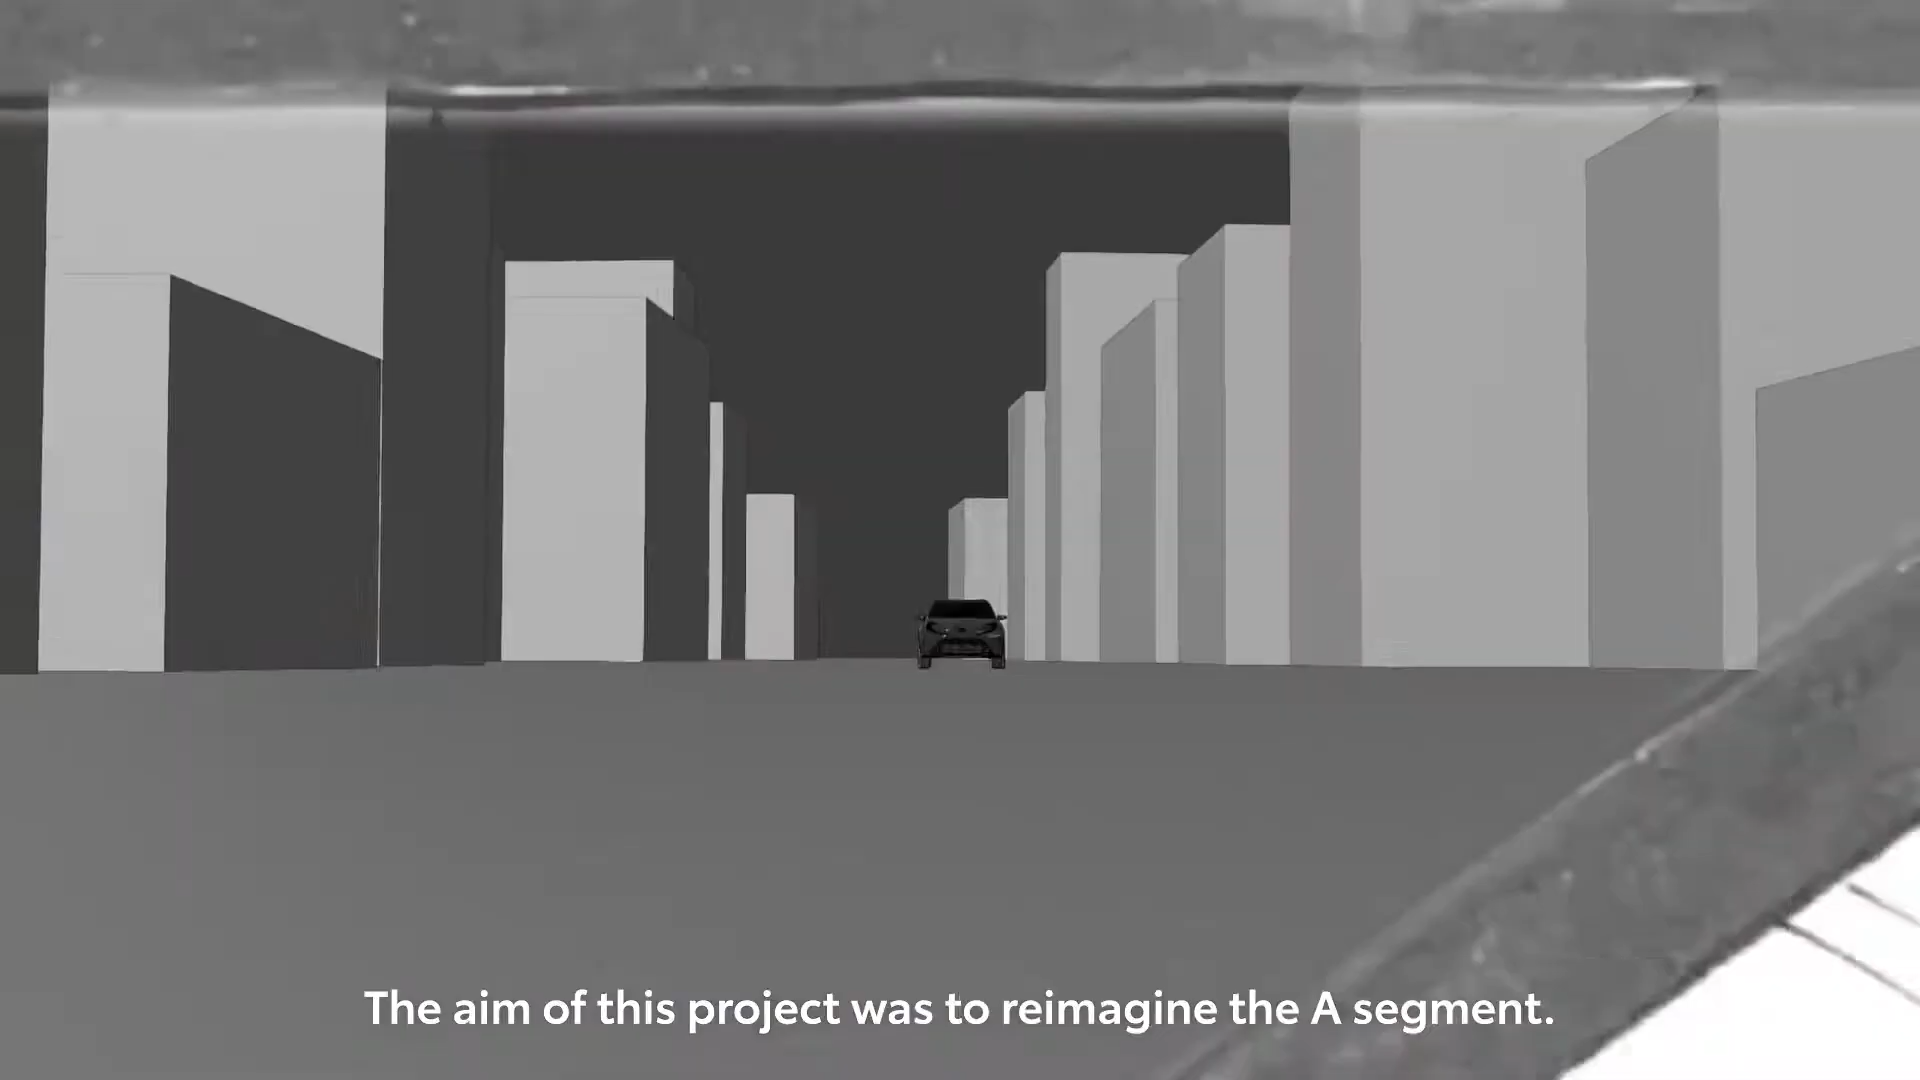 The aim of this project was to reimagine the A segment.